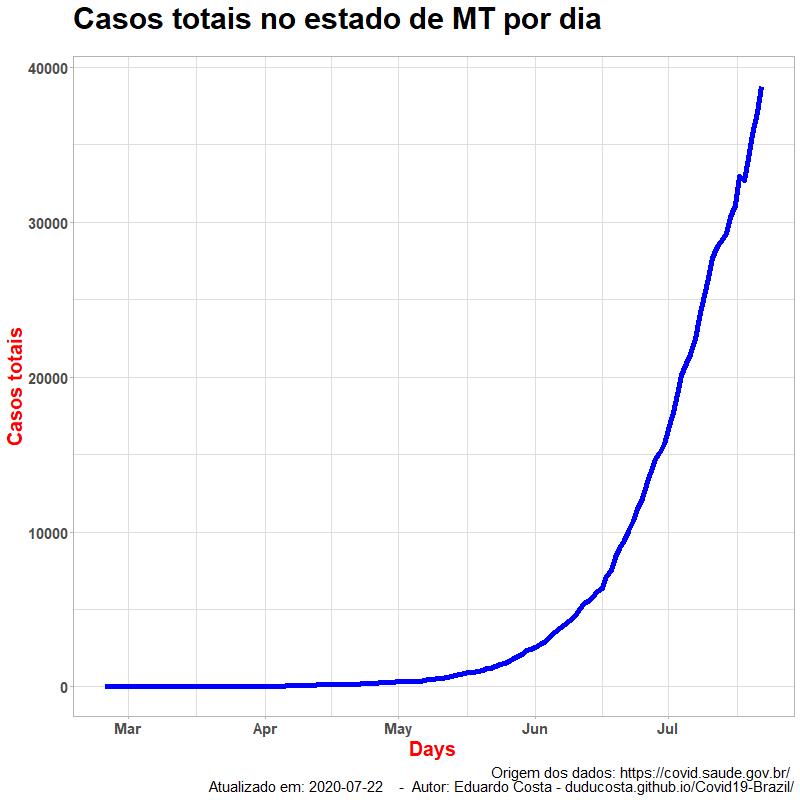 Casos totais no estado de MT por dia
40000
30000
20000
10000
0
Casos totais
Mar Apr May Jun Jul
Days
Origem dos dados: https://covid.saude.gov.br/
Atualizado em: 2020-07-22 - Autor: Eduardo Costa - duducosta.github.io/Covid19-Brazil/